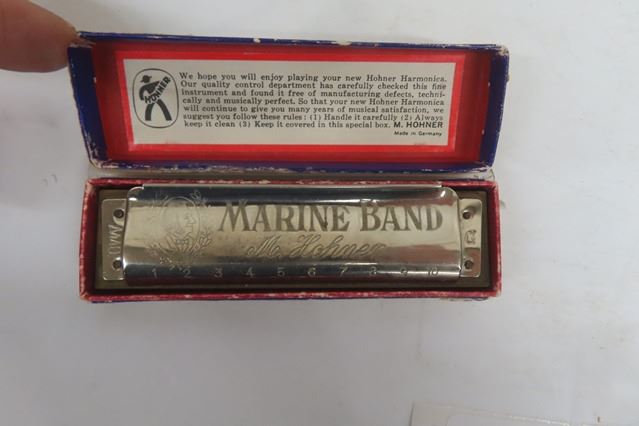 HOHNER
We hope you will enjoy playing your new Hohner Harmonica.
Our quality control department has carefully checked this fine
instrument and found it free of manufacturing defects, techni-
cally and musically perfect. So that your new Hohner Harmonica
will continue to give you many years of musical satisfaction, we
suggest you follow these rules: (1) Handle it carefully (2) Always
keep it clean (3) Keep it covered in this special box. M. HOHNER
Made in Germany
MARINE BAND
M. Hohner
1 2 3 4 5 6 7 8 9 10